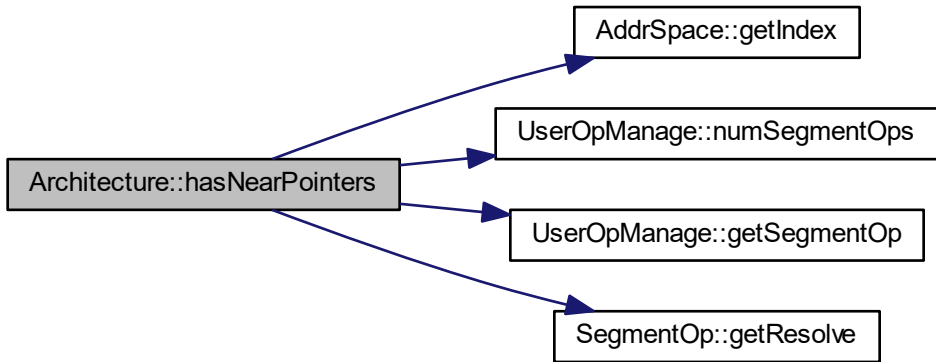 AddrSpace::getIndex
UserOpManage::numSegmentOps
Architecture::hasNearPointers
UserOpManage::getSegmentOp
SegmentOp::getResolve